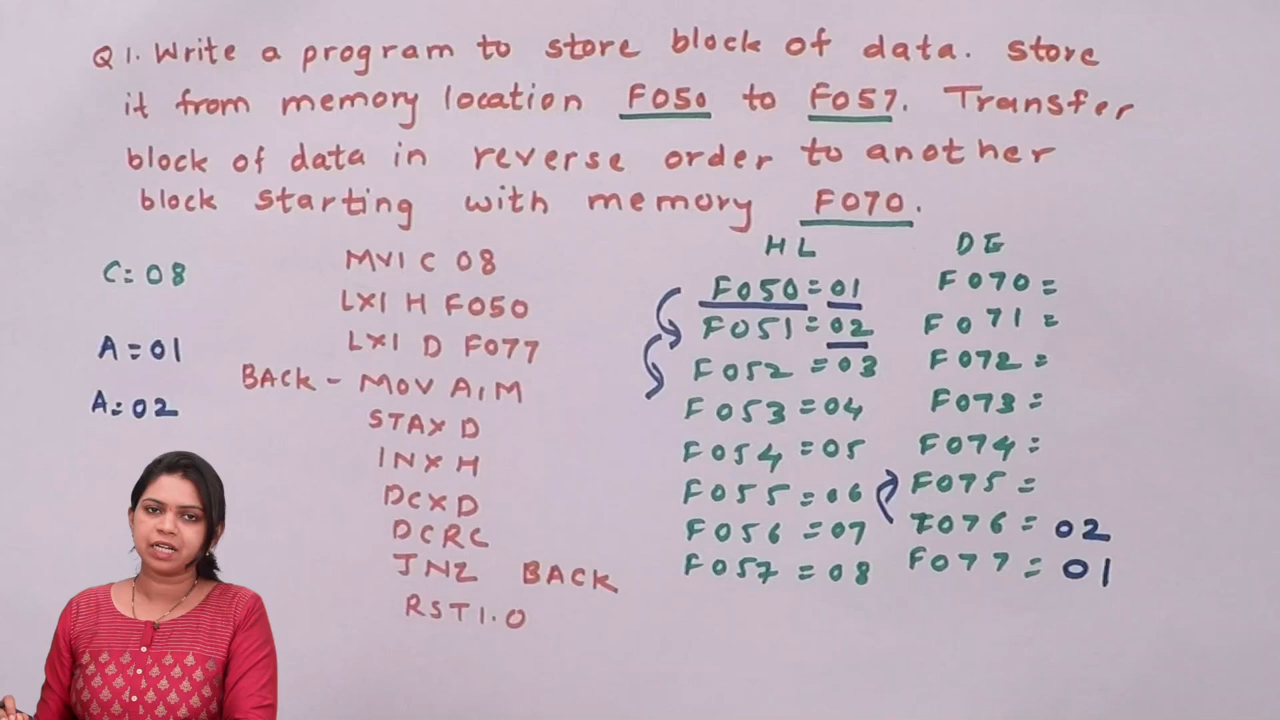 Q1. Write a program to store block of data. store
it from memory location F050 to F057. Transfer
block of data in reverse order to another
block starting with memory F070.
C: 08
A = 01
A: 02
MVI C 08
LXI H F050
LXI D F077
BACK - MOV A, M
STAX D
INX H
DCX D
DCRC
JNZ BACK
RST1.0
HL
F050 = 01
F051 = 02
F052 = 03
F053 = 04
F054 = 05
F055 = 06
F056 = 07
F057 = 08
DE
F070 =
F071 =
F072 =
F073 =
F074 =
F075 =
F076 = 02
F077 = 01